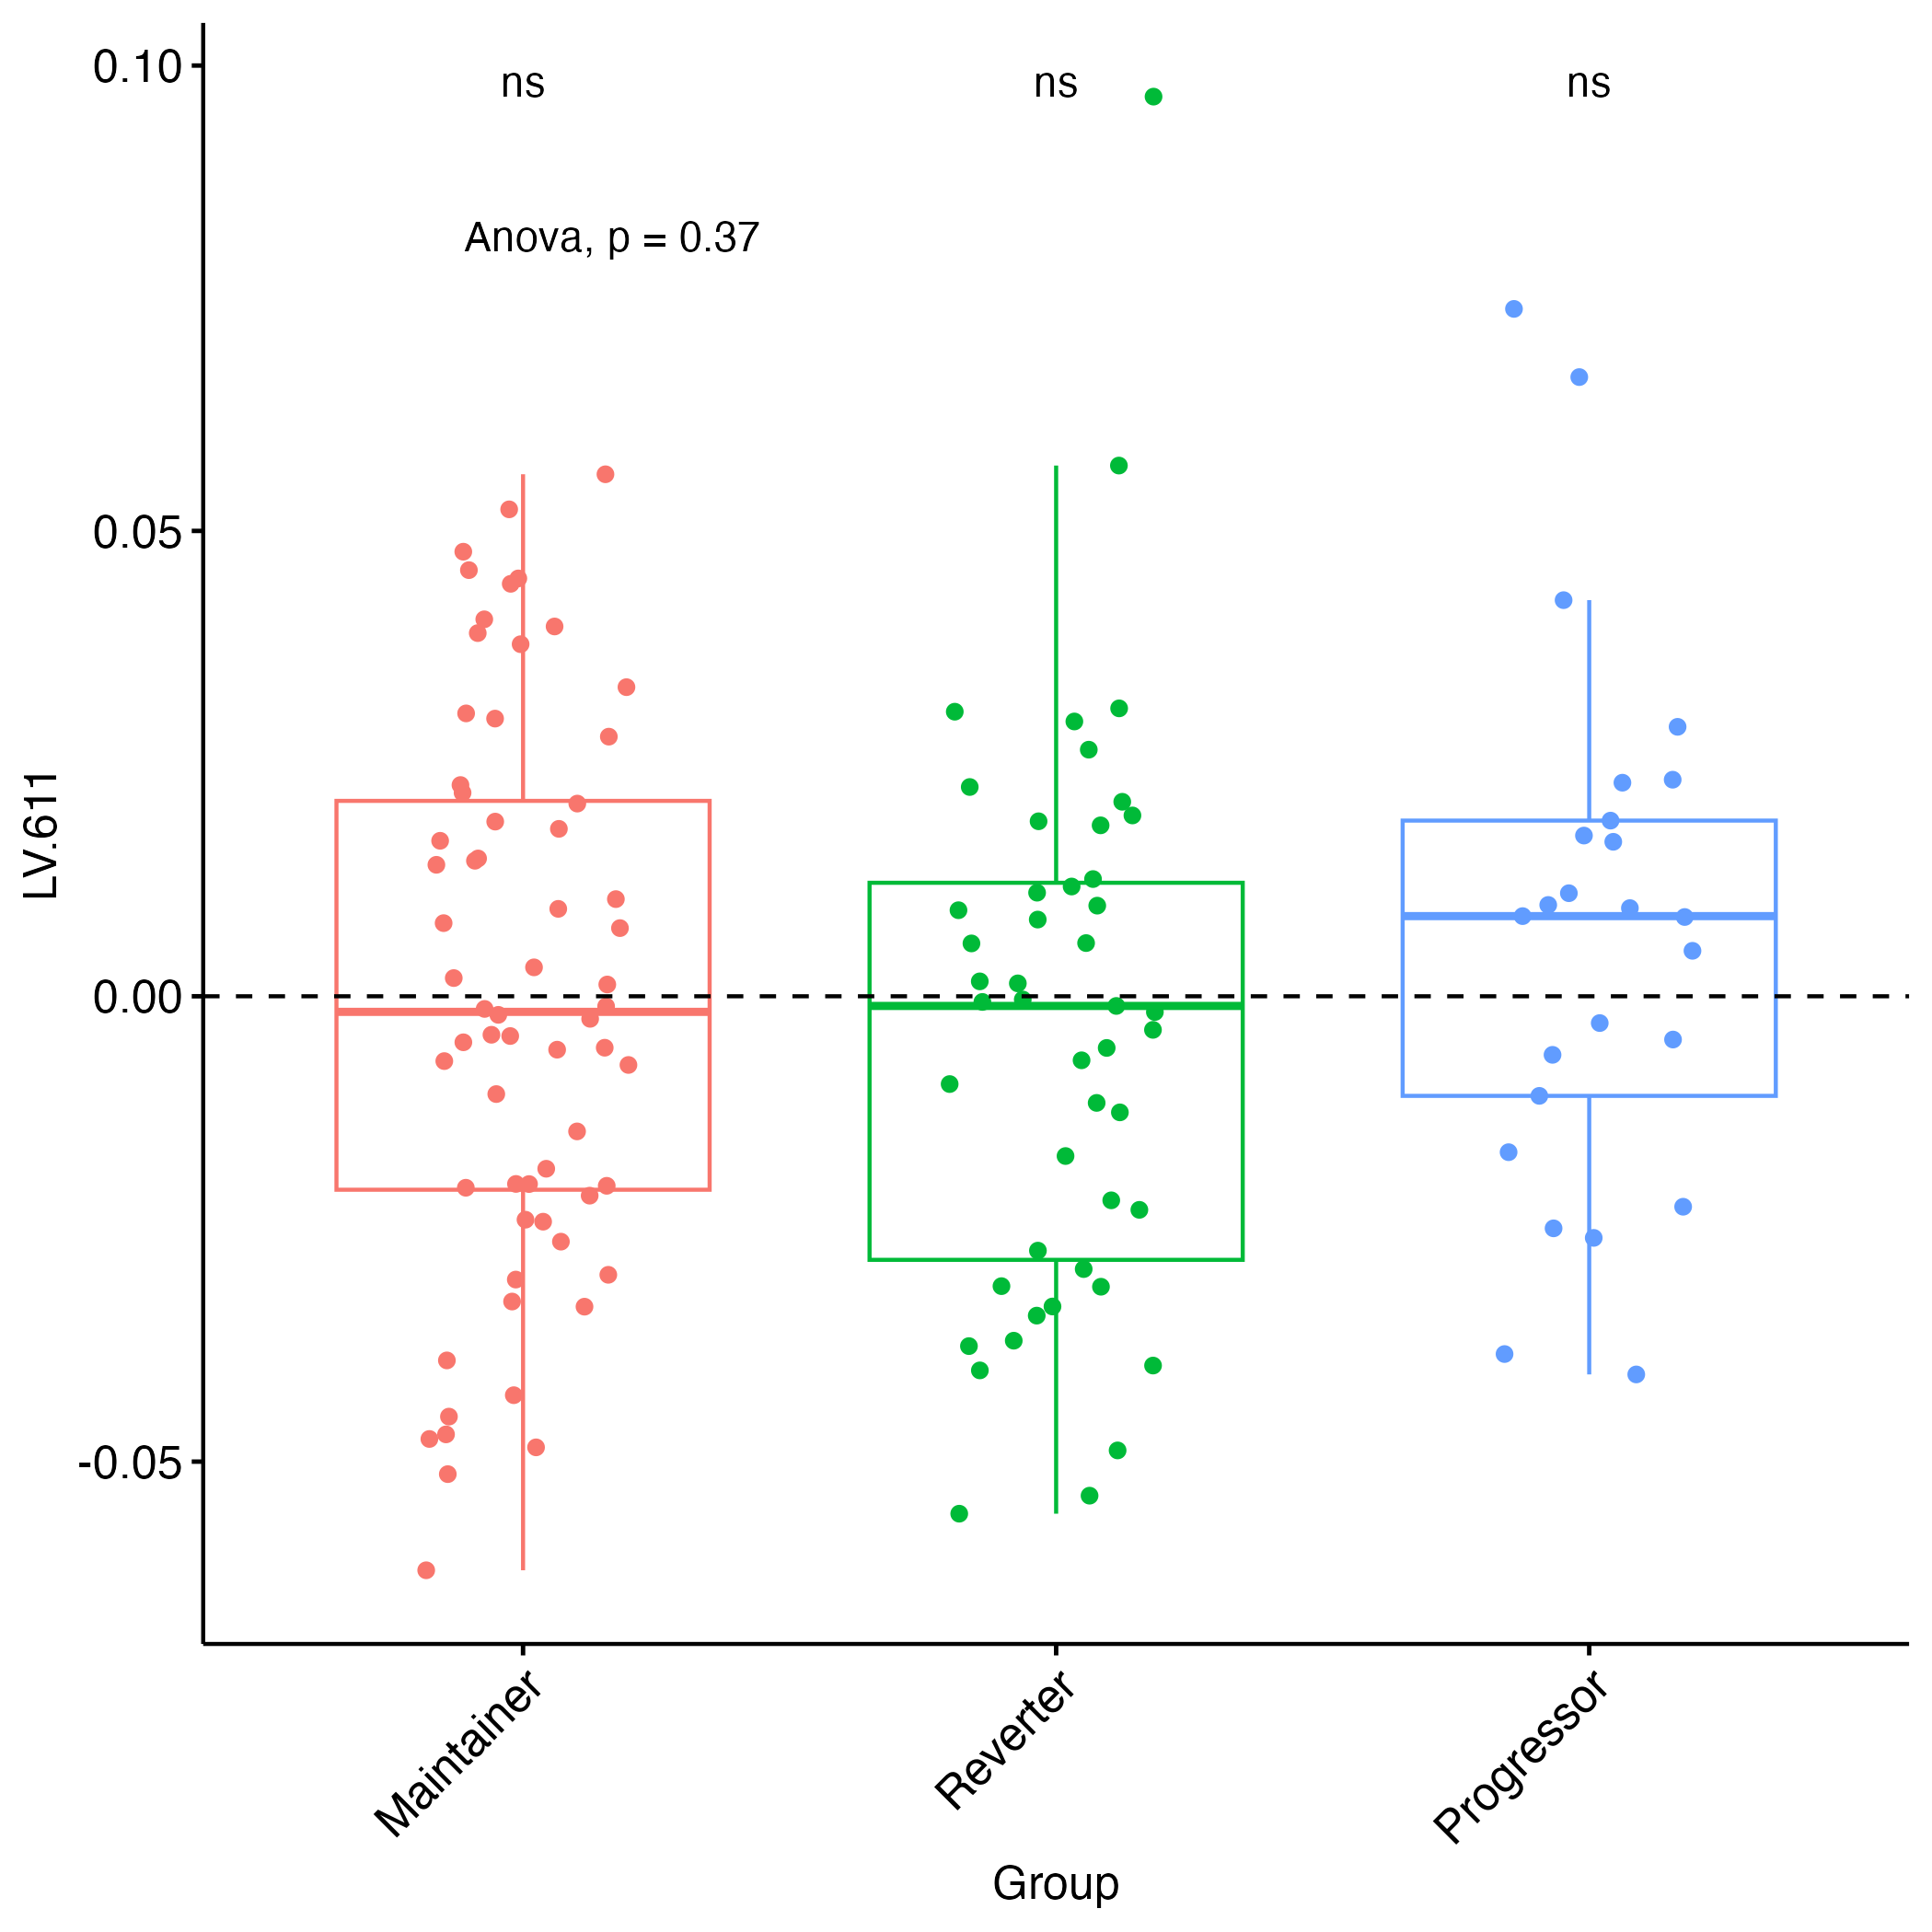 ns ns ns
Anova, p = 0.37
0.10
0.05
0.00
-0.05
LV.611
Maintainer
Reverter
Progressor
Group